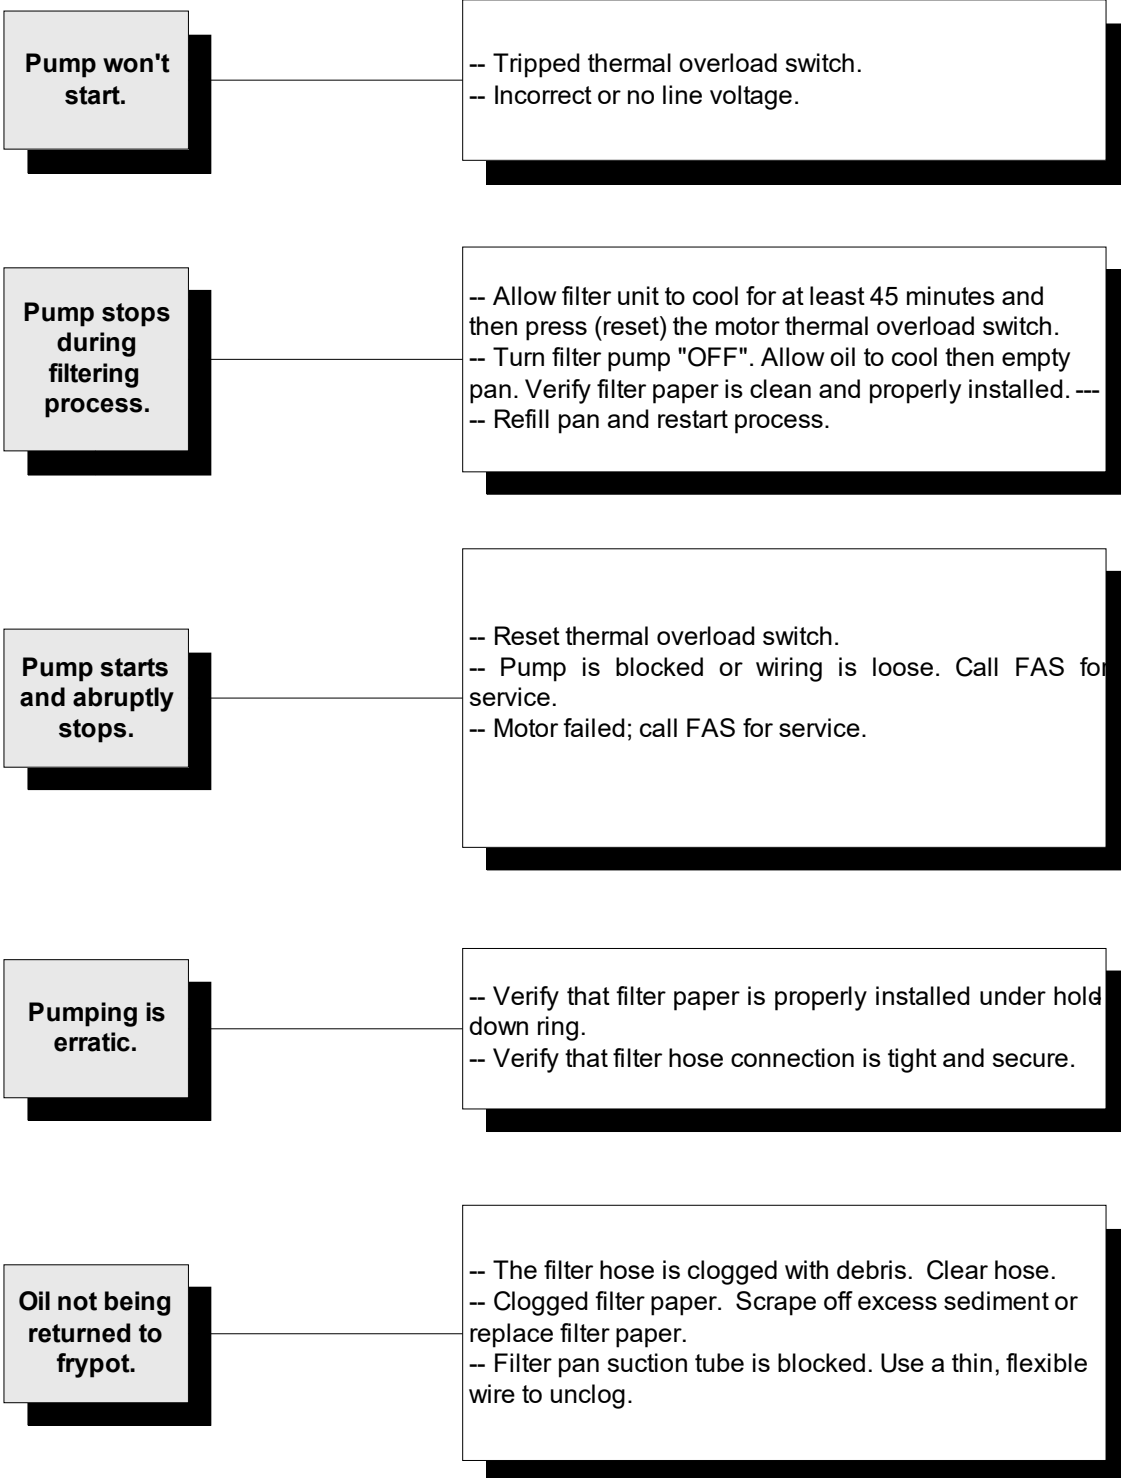 Pump won't
start.
-- Tripped thermal overload switch.
-- Incorrect or no line voltage.
Pump stops
during
filtering
process.
-- Allow filter unit to cool for at least 45 minutes and
then press (reset) the motor thermal overload switch.
-- Turn filter pump "OFF". Allow oil to cool then empty
pan. Verify filter paper is clean and properly installed. ---
-- Refill pan and restart process.
Pump starts
and abruptly
stops.
-- Reset thermal overload switch.
-- Pump is blocked or wiring is loose. Call FAS for
service.
-- Motor failed; call FAS for service.
Pumping is
erratic.
-- Verify that filter paper is properly installed under hold-
down ring.
-- Verify that filter hose connection is tight and secure.
Oil not being
returned to
frypot.
-- The filter hose is clogged with debris.  Clear hose.
-- Clogged filter paper.  Scrape off excess sediment or
replace filter paper.
-- Filter pan suction tube is blocked. Use a thin, flexible
wire to unclog.